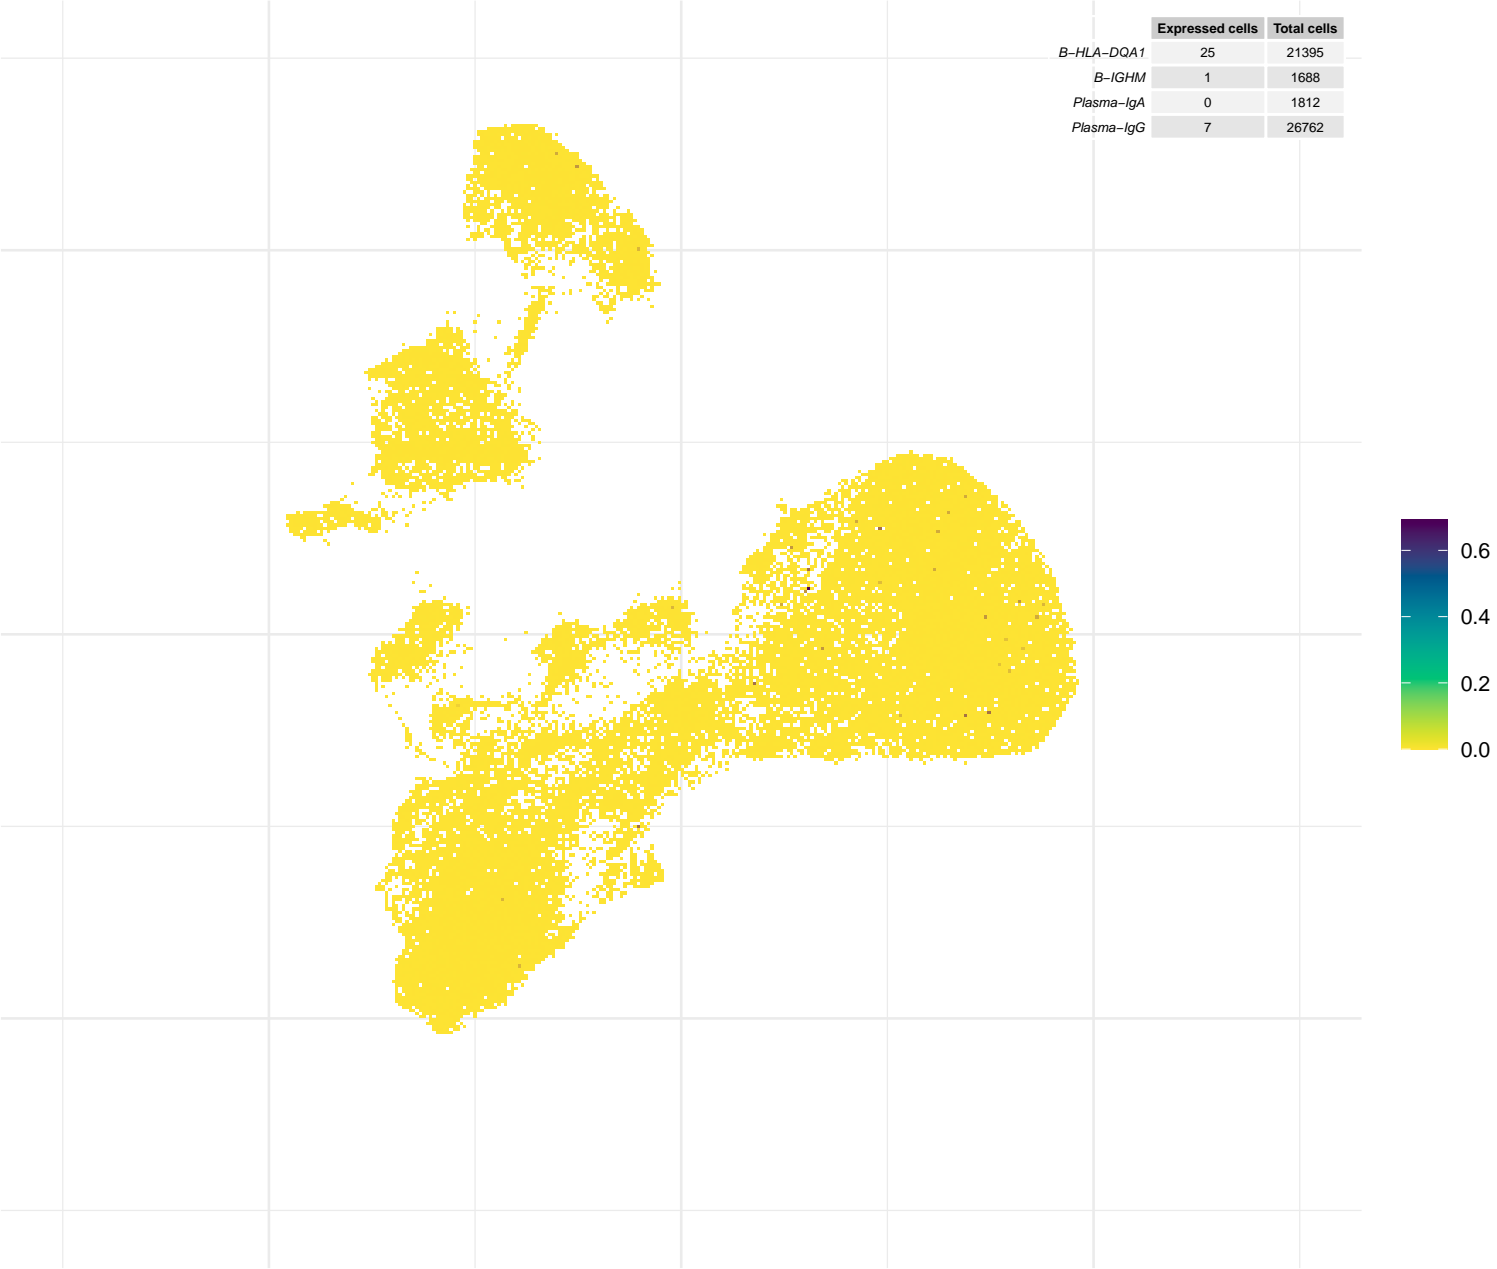 Expressed cells Total cells
B−HLA−DQA1 25 21395
B−IGHM 1 1688
Plasma−IgA 0 1812
Plasma−IgG 7 26762
0.6
0.4
0.2
0.0